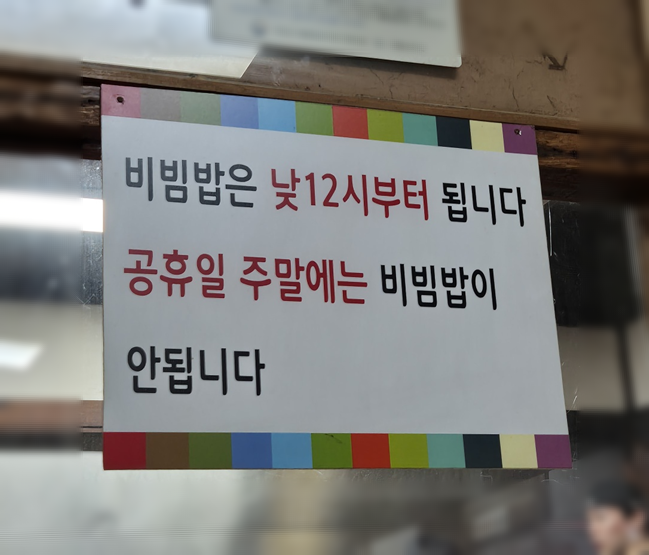 비빔밥은 낮12시부터 됩니다
공휴일 주말에는 비빔밥이
안됩니다